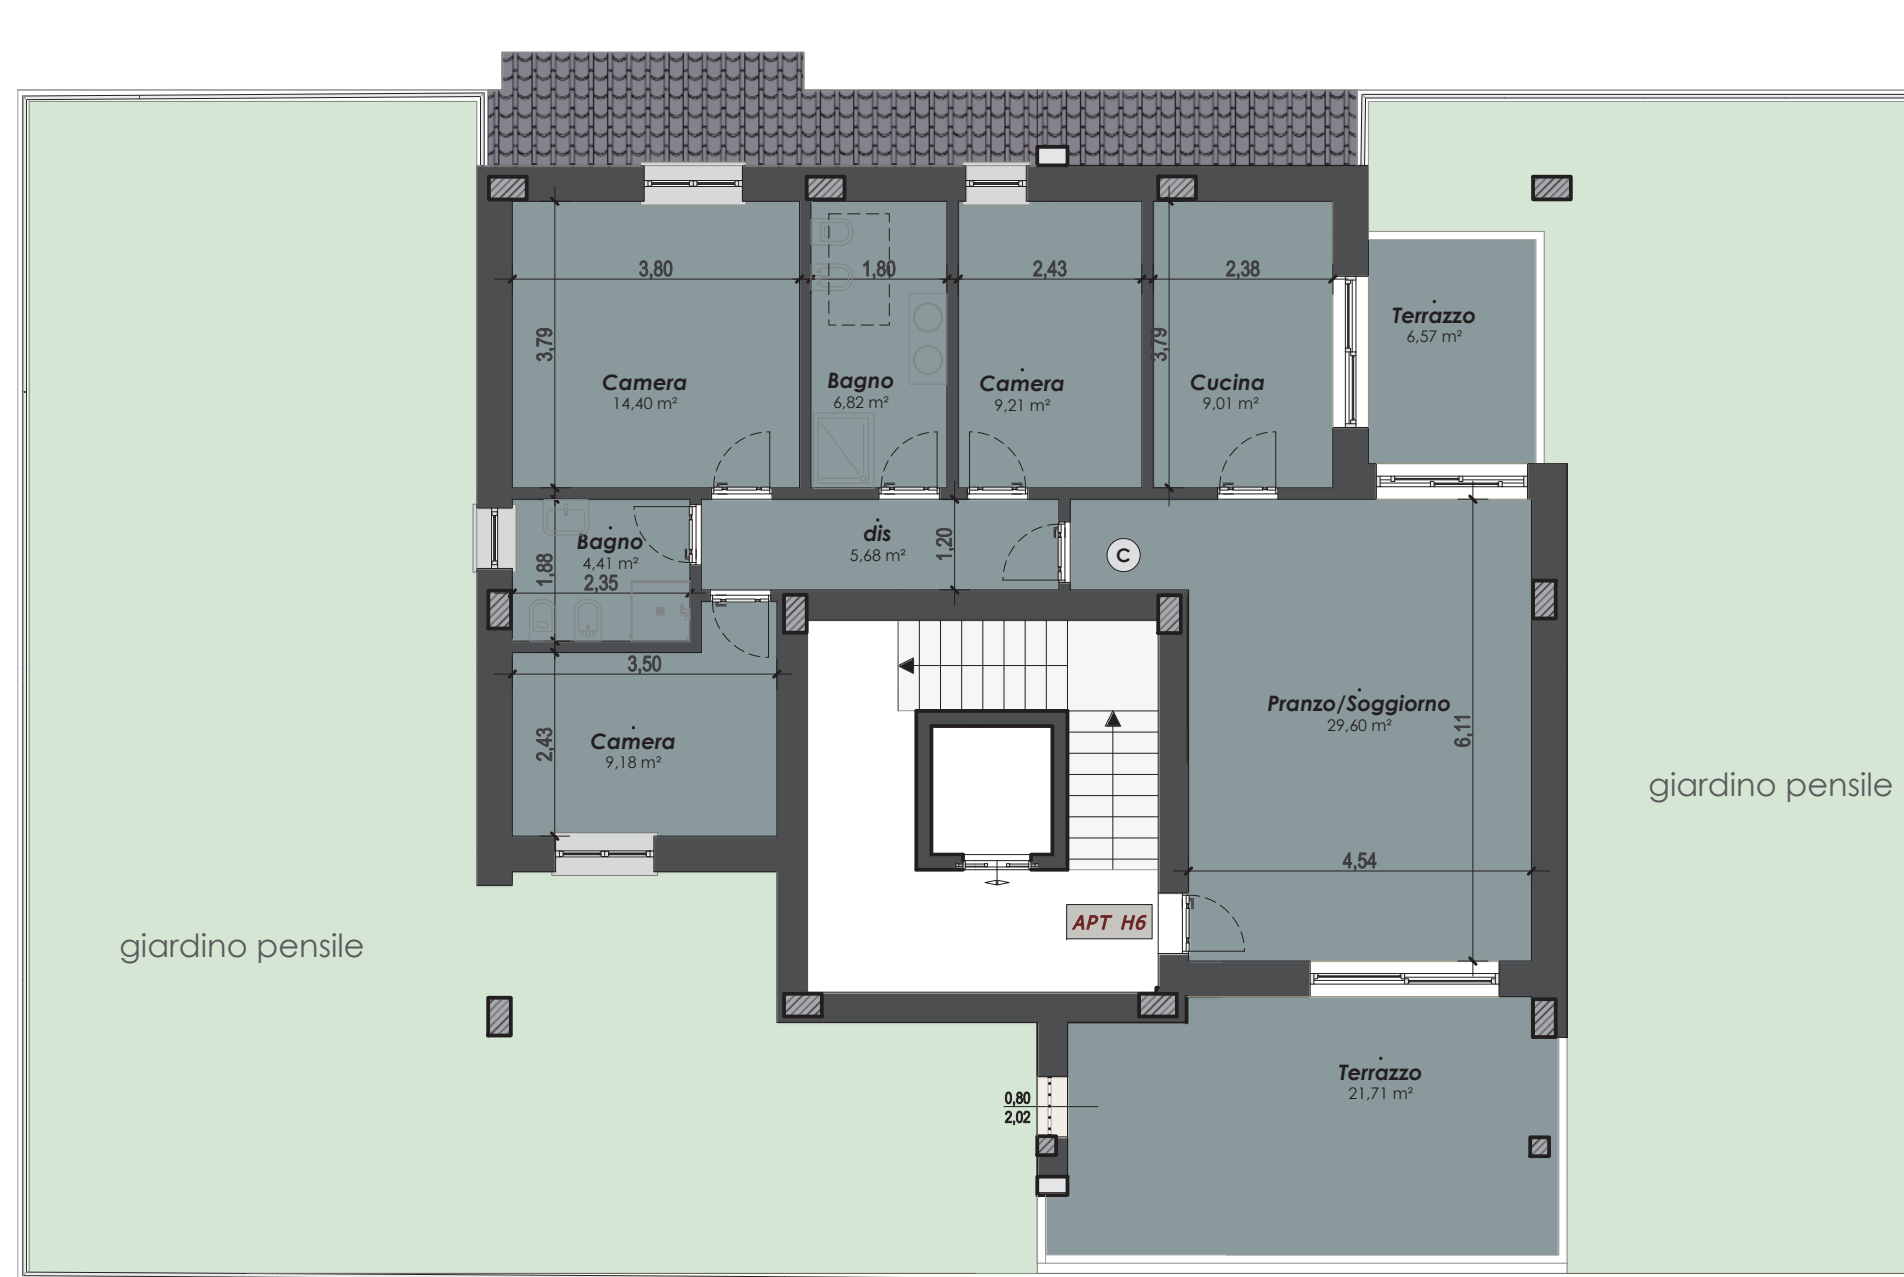 3,80
1,80
2,43
2,38
3,79
3,79
Terrazzo
6,57 m²
Camera
14,40 m²
Bagno
6,82 m²
Camera
9,21 m²
Cucina
9,01 m²
Bagno
4,41 m²
1,88
2,35
dis
5,68 m²
1,20
C
3,50
2,43
Camera
9,18 m²
Pranzo/Soggiorno
29,60 m²
6,11
4,54
giardino pensile
APT H6
giardino pensile
0,80
2,02
Terrazzo
21,71 m²